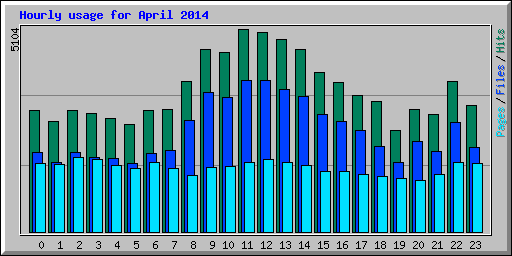 Hourly usage for April 2014
5104
Pages / Files / Hits
0 1 2 3 4 5 6 7 8 9 10 11 12 13 14 15 16 17 18 19 20 21 22 23